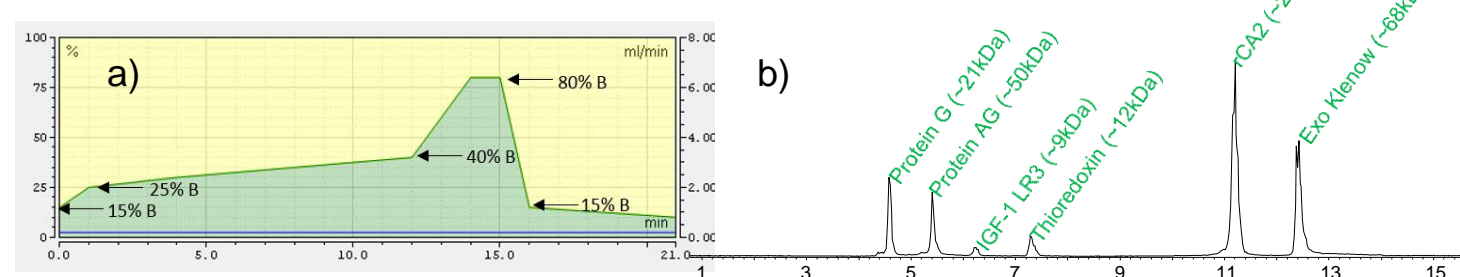 a)
%
ml/min
100
75
50
25
0
8.00
6.00
4.00
2.00
0.00
80% B
40% B
25% B
15% B
15% B
min
0.0
5.0
10.0
15.0
21.0
b)
Protein G (~21kDa)
Protein AG (~50kDa)
IGF-1 LR3 (~9kDa)
Thioredoxin (~12kDa)
rCA2
Exo Klenow (~68kDa
1
3
5
7
9
11
13
15